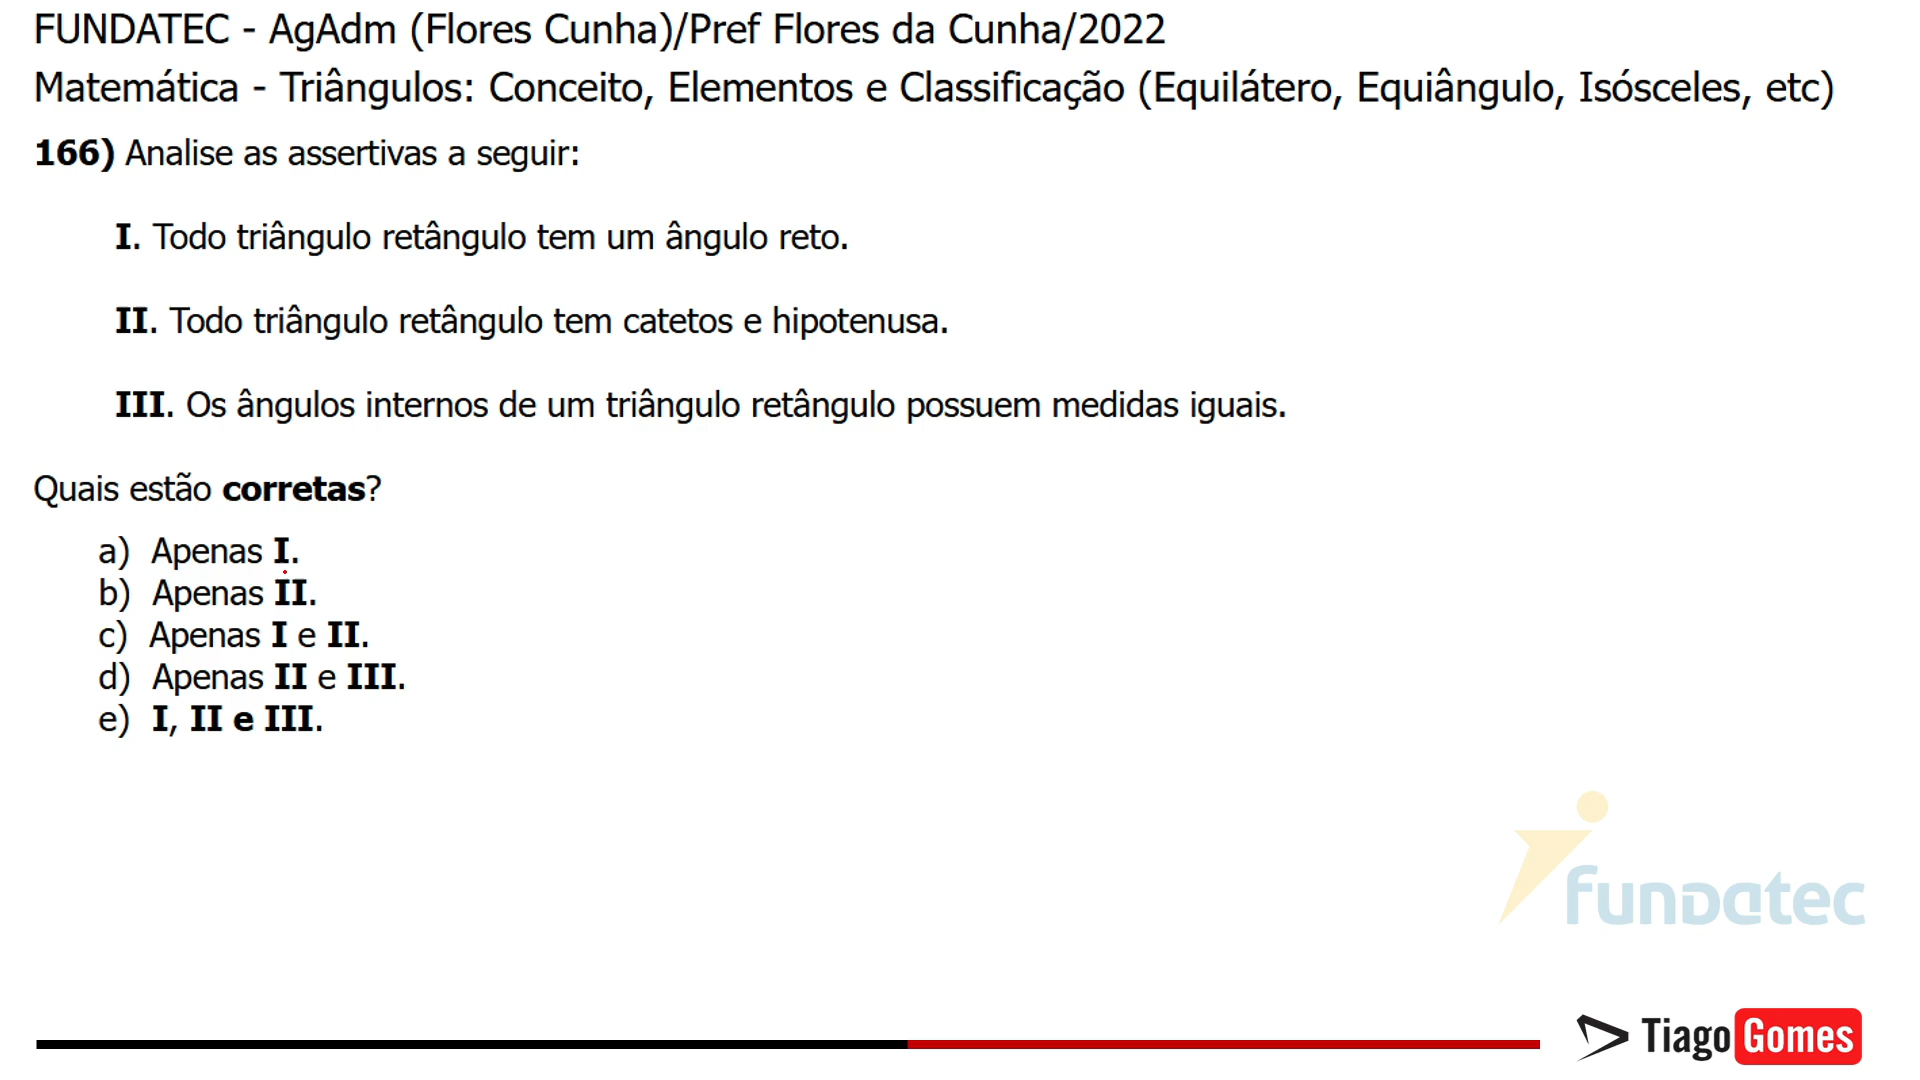 FUNDATEC - AgAdm (Flores Cunha)/Pref Flores da Cunha/2022
Matemática - Triângulos: Conceito, Elementos e Classificação (Equilátero, Equiângulo, Isósceles, etc)
166) Analise as assertivas a seguir:
I. Todo triângulo retângulo tem um ângulo reto.
II. Todo triângulo retângulo tem catetos e hipotenusa.
III. Os ângulos internos de um triângulo retângulo possuem medidas iguais.
Quais estão corretas?
a) Apenas I.
b) Apenas II.
c) Apenas I e II.
d) Apenas II e III.
e) I, II e III.
fundatec
Tiago Gomes